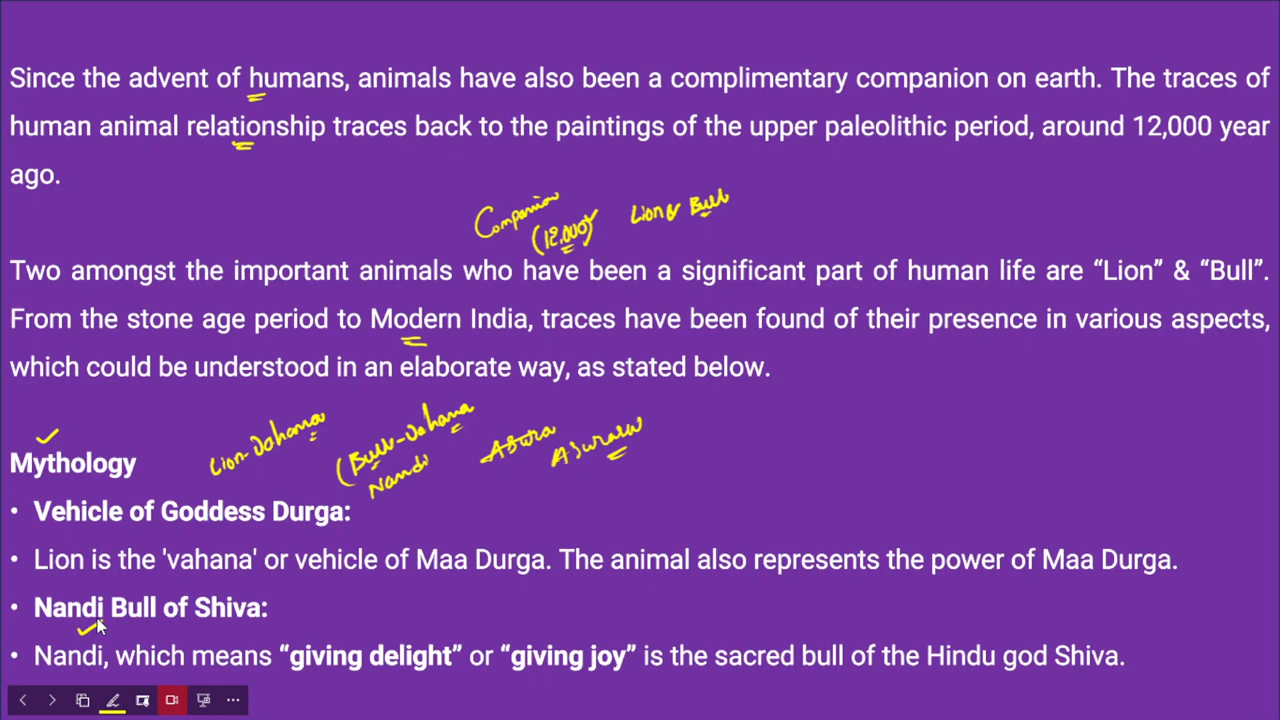 Since the advent of humans, animals have also been a complimentary companion on earth. The traces of
human animal relationship traces back to the paintings of the upper paleolithic period, around 12,000 year
ago.
Companion
(12,000)
Lion & Bull
Two amongst the important animals who have been a significant part of human life are “Lion” & “Bull”.
From the stone age period to Modern India, traces have been found of their presence in various aspects,
which could be understood in an elaborate way, as stated below.
Lion-Vahana
(Bull-Vahana
Nandi
Asura
Mythology
• Vehicle of Goddess Durga:
• Lion is the 'vahana' or vehicle of Maa Durga. The animal also represents the power of Maa Durga.
• Nandi Bull of Shiva:
• Nandi, which means “giving delight” or “giving joy” is the sacred bull of the Hindu god Shiva.